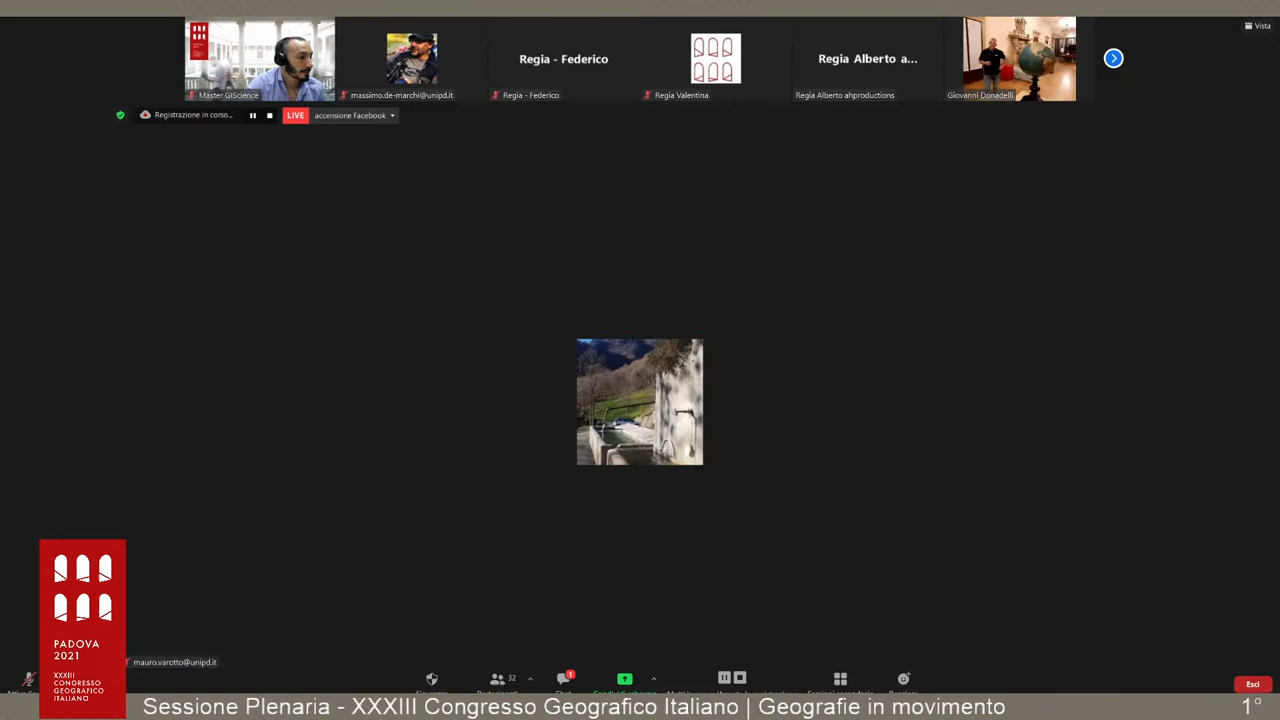 Vista
Regia - Federico
Regia Alberto a...
Master GIScience
massimo.de-marchi@unipd.it
Regia - Federico
Regia Valentina
Regia Alberto ahproductions
Giovanni Donadelli
Registrazione in corso...
LIVE
accensione Facebook
PADOVA
2021
XXXIII
CONGRESSO
GEOGRAFICO
ITALIANO
mauro.varotto@unipd.it
32
1
Esci
Sessione Plenaria - XXXIII Congresso Geografico Italiano | Geografie in movimento
1°